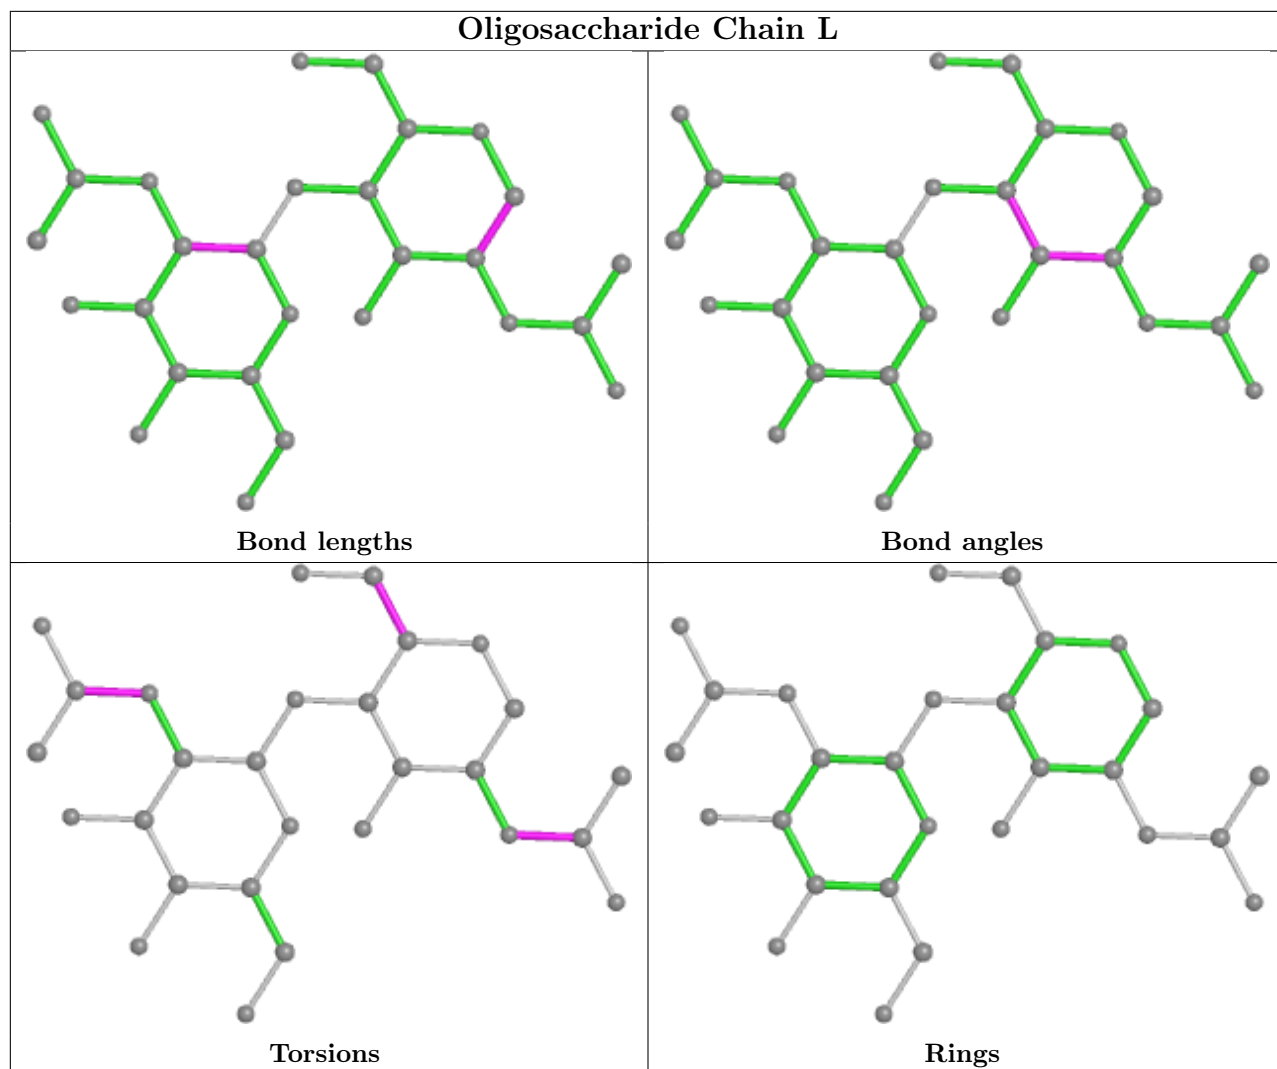 Oligosaccharide Chain L
Bond lengths
Bond angles
Torsions
Rings